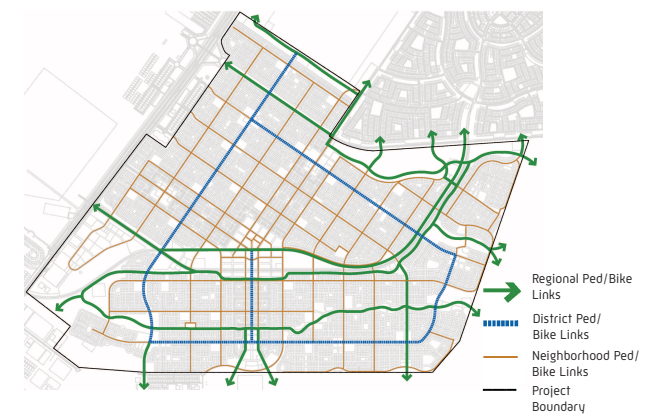 Regional Ped/Bike
Links
District Ped/
Bike Links
Neighborhood Ped/
Bike Links
Project
Boundary